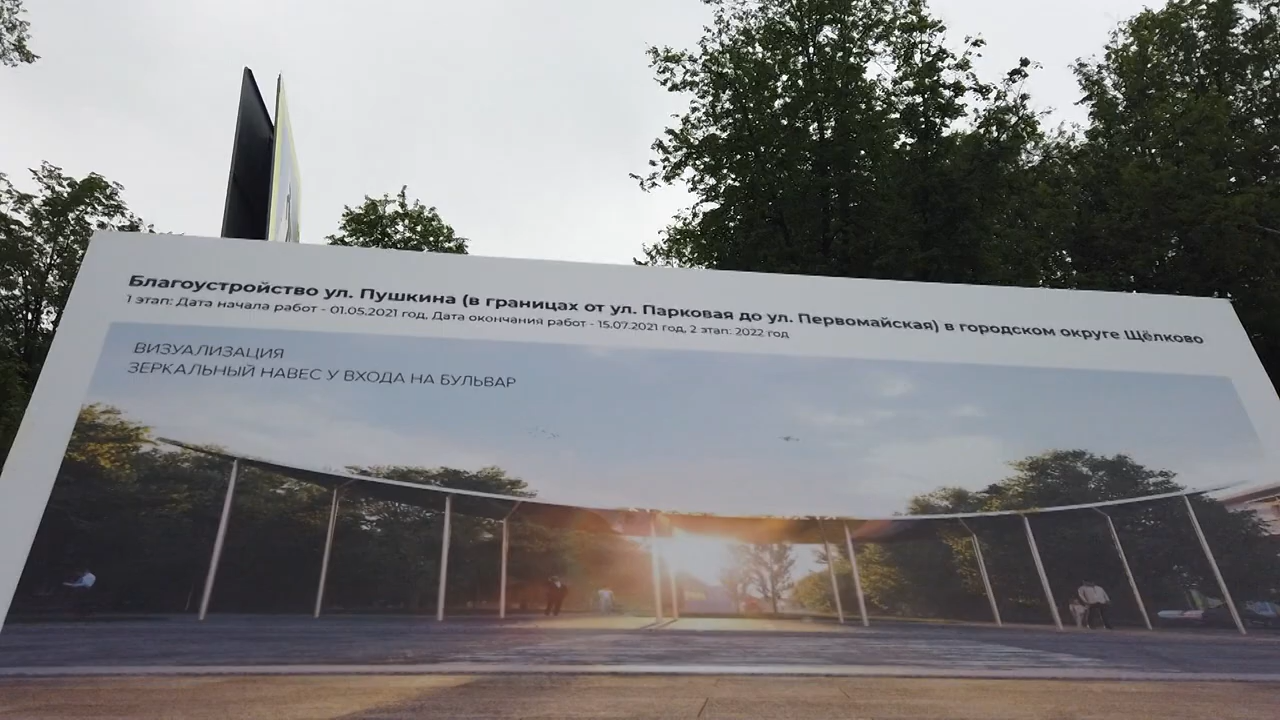 Благоустройство ул. Пушкина (в границах от ул. Парковая до ул. Первомайская) в городском округе Щёлково
1 этап: Дата начала работ - 01.05.2021 год, Дата окончания работ - 15.07.2021 год, 2 этап: 2022 год
ВИЗУАЛИЗАЦИЯ
ЗЕРКАЛЬНЫЙ НАВЕС У ВХОДА НА БУЛЬВАР